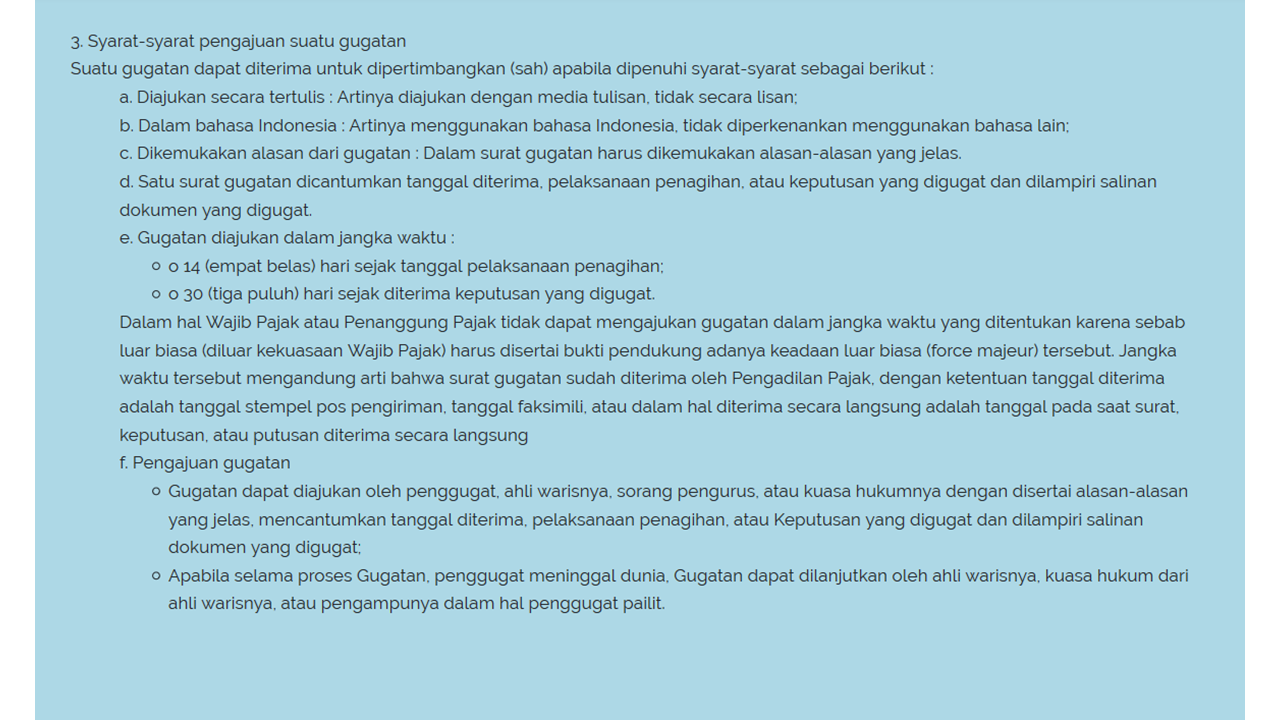 3. Syarat-syarat pengajuan suatu gugatan
Suatu gugatan dapat diterima untuk dipertimbangkan (sah) apabila dipenuhi syarat-syarat sebagai berikut :
a. Diajukan secara tertulis : Artinya diajukan dengan media tulisan, tidak secara lisan;
b. Dalam bahasa Indonesia : Artinya menggunakan bahasa Indonesia, tidak diperkenankan menggunakan bahasa lain;
c. Dikemukakan alasan dari gugatan : Dalam surat gugatan harus dikemukakan alasan-alasan yang jelas.
d. Satu surat gugatan dicantumkan tanggal diterima, pelaksanaan penagihan, atau keputusan yang digugat dan dilampiri salinan
dokumen yang digugat.
e. Gugatan diajukan dalam jangka waktu :
o 14 (empat belas) hari sejak tanggal pelaksanaan penagihan;
o 30 (tiga puluh) hari sejak diterima keputusan yang digugat.
Dalam hal Wajib Pajak atau Penanggung Pajak tidak dapat mengajukan gugatan dalam jangka waktu yang ditentukan karena sebab
luar biasa (diluar kekuasaan Wajib Pajak) harus disertai bukti pendukung adanya keadaan luar biasa (force majeur) tersebut. Jangka
waktu tersebut mengandung arti bahwa surat gugatan sudah diterima oleh Pengadilan Pajak, dengan ketentuan tanggal diterima
adalah tanggal stempel pos pengiriman, tanggal faksimili, atau dalam hal diterima secara langsung adalah tanggal pada saat surat,
keputusan, atau putusan diterima secara langsung
f. Pengajuan gugatan
Gugatan dapat diajukan oleh penggugat, ahli warisnya, sorang pengurus, atau kuasa hukumnya dengan disertai alasan-alasan
yang jelas, mencantumkan tanggal diterima, pelaksanaan penagihan, atau Keputusan yang digugat dan dilampiri salinan
dokumen yang digugat;
Apabila selama proses Gugatan, penggugat meninggal dunia, Gugatan dapat dilanjutkan oleh ahli warisnya, kuasa hukum dari
ahli warisnya, atau pengampunya dalam hal penggugat pailit.